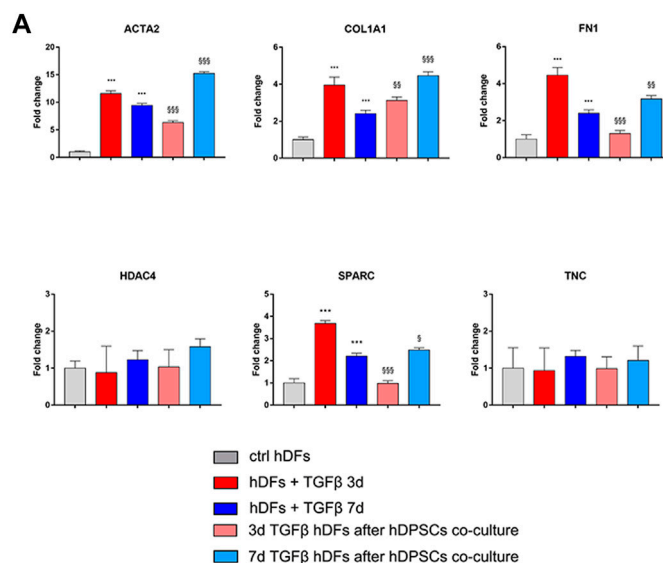 A
ACTA2
COL1A1
FN1
Fold change
20
15
10
5
0
***
***
§§§
§§§
Fold change
6
4
2
0
***
***
§§
§§§
Fold change
6
4
2
0
***
***
§§§
§§
HDAC4
SPARC
TNC
Fold change
3
2
1
0
Fold change
5
4
3
2
1
0
***
***
§§§
§
Fold change
3
2
1
0
ctrl hDFs
hDFs + TGFβ 3d
hDFs + TGFβ 7d
3d TGFβ hDFs after hDPSCs co-culture
7d TGFβ hDFs after hDPSCs co-culture